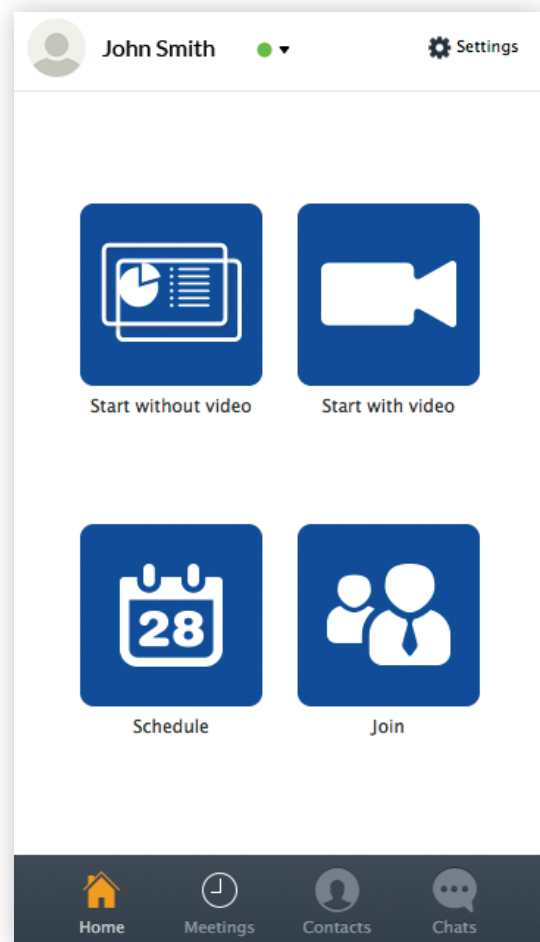 John Smith
Settings
Start without video
Start with video
28
Schedule
Join
Home
Meetings
Contacts
Chats